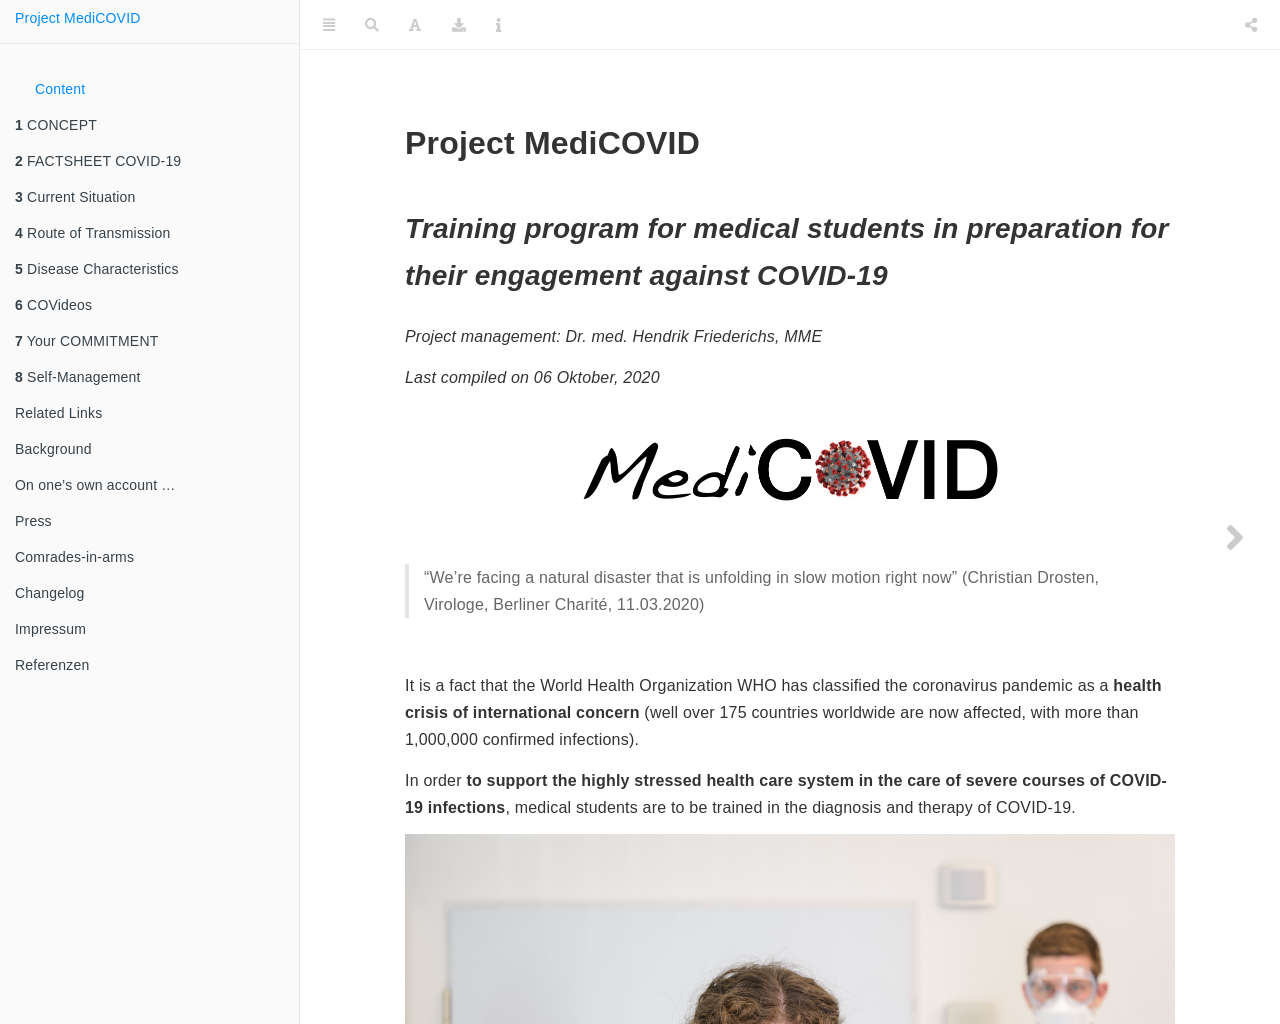 Project MediCOVID
Content
1 CONCEPT
2 FACTSHEET COVID-19
3 Current Situation
4 Route of Transmission
5 Disease Characteristics
6 COVideos
7 Your COMMITMENT
8 Self-Management
Related Links
Background
On one’s own account …
Press
Comrades-in-arms
Changelog
Impressum
Referenzen
Project MediCOVID
Training program for medical students in preparation for
their engagement against COVID-19
Project management: Dr. med. Hendrik Friederichs, MME
Last compiled on 06 Oktober, 2020
MediCOVID
“We’re facing a natural disaster that is unfolding in slow motion right now” (Christian Drosten,
Virologe, Berliner Charité, 11.03.2020)
It is a fact that the World Health Organization WHO has classified the coronavirus pandemic as a health
crisis of international concern (well over 175 countries worldwide are now affected, with more than
1,000,000 confirmed infections).
In order to support the highly stressed health care system in the care of severe courses of COVID-
19 infections, medical students are to be trained in the diagnosis and therapy of COVID-19.